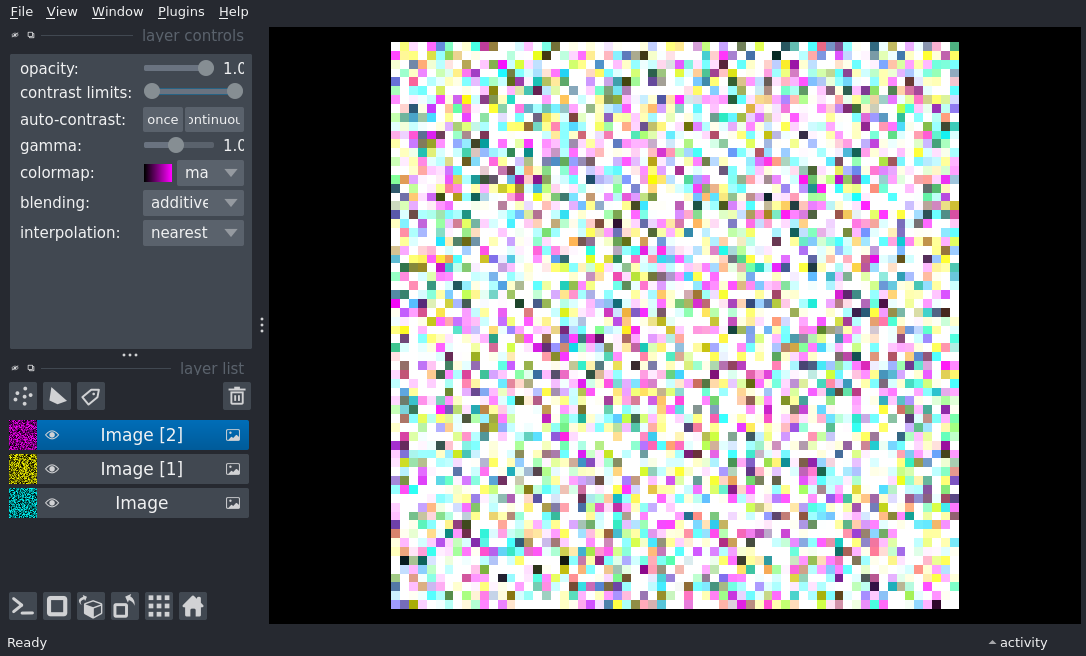 File View Window Plugins Help
layer controls
opacity: 1.0
contrast limits:
auto-contrast: once ontinuou
gamma: 1.0
colormap: ma
blending: additive
interpolation: nearest
layer list
Image [2]
Image [1]
Image
Ready
activity